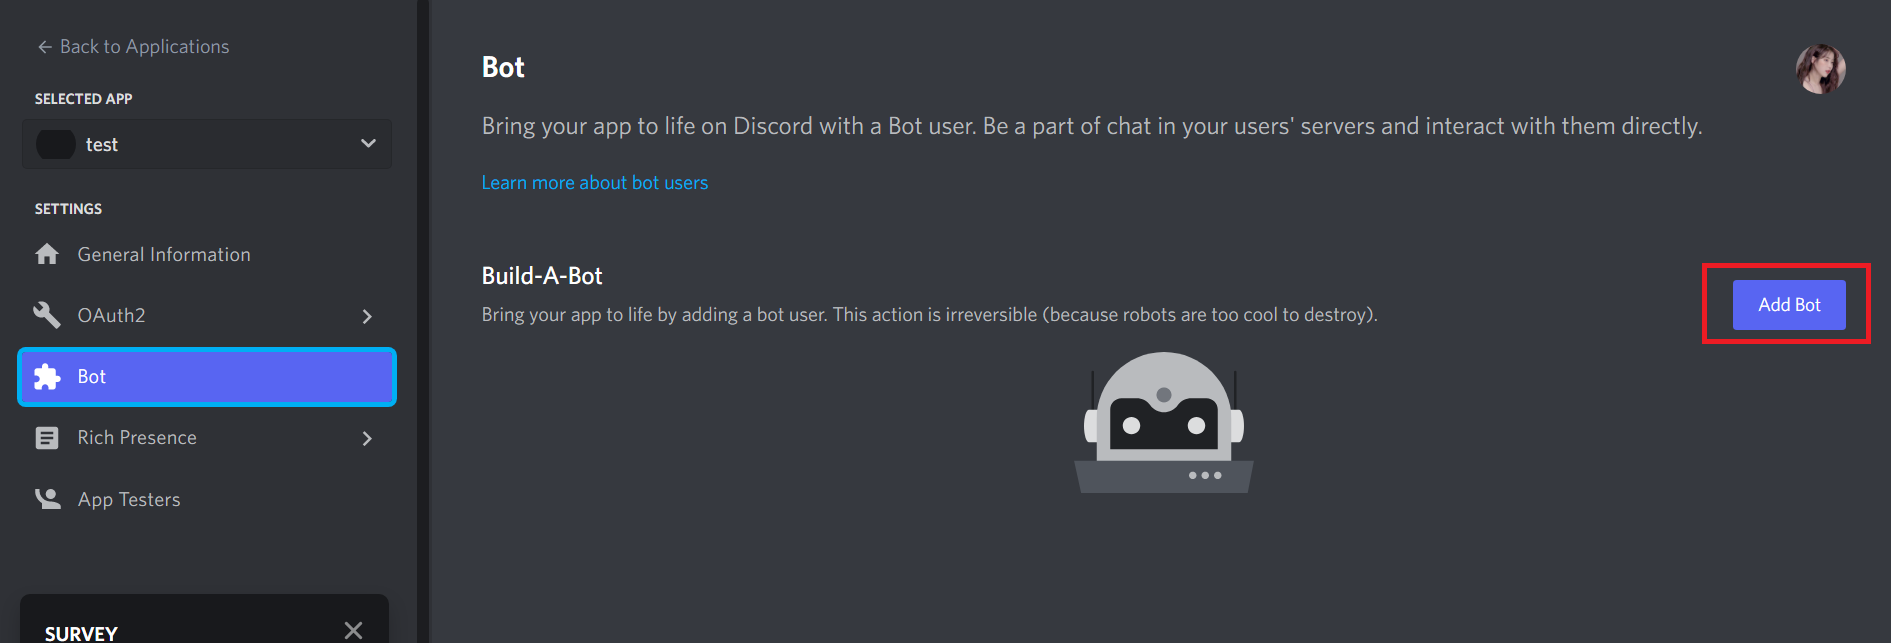 Back to Applications
SELECTED APP
test
SETTINGS
General Information
OAuth2
Bot
Rich Presence
App Testers
SURVEY
Bot
Bring your app to life on Discord with a Bot user. Be a part of chat in your users' servers and interact with them directly.
Learn more about bot users
Build-A-Bot
Bring your app to life by adding a bot user. This action is irreversible (because robots are too cool to destroy).
Add Bot